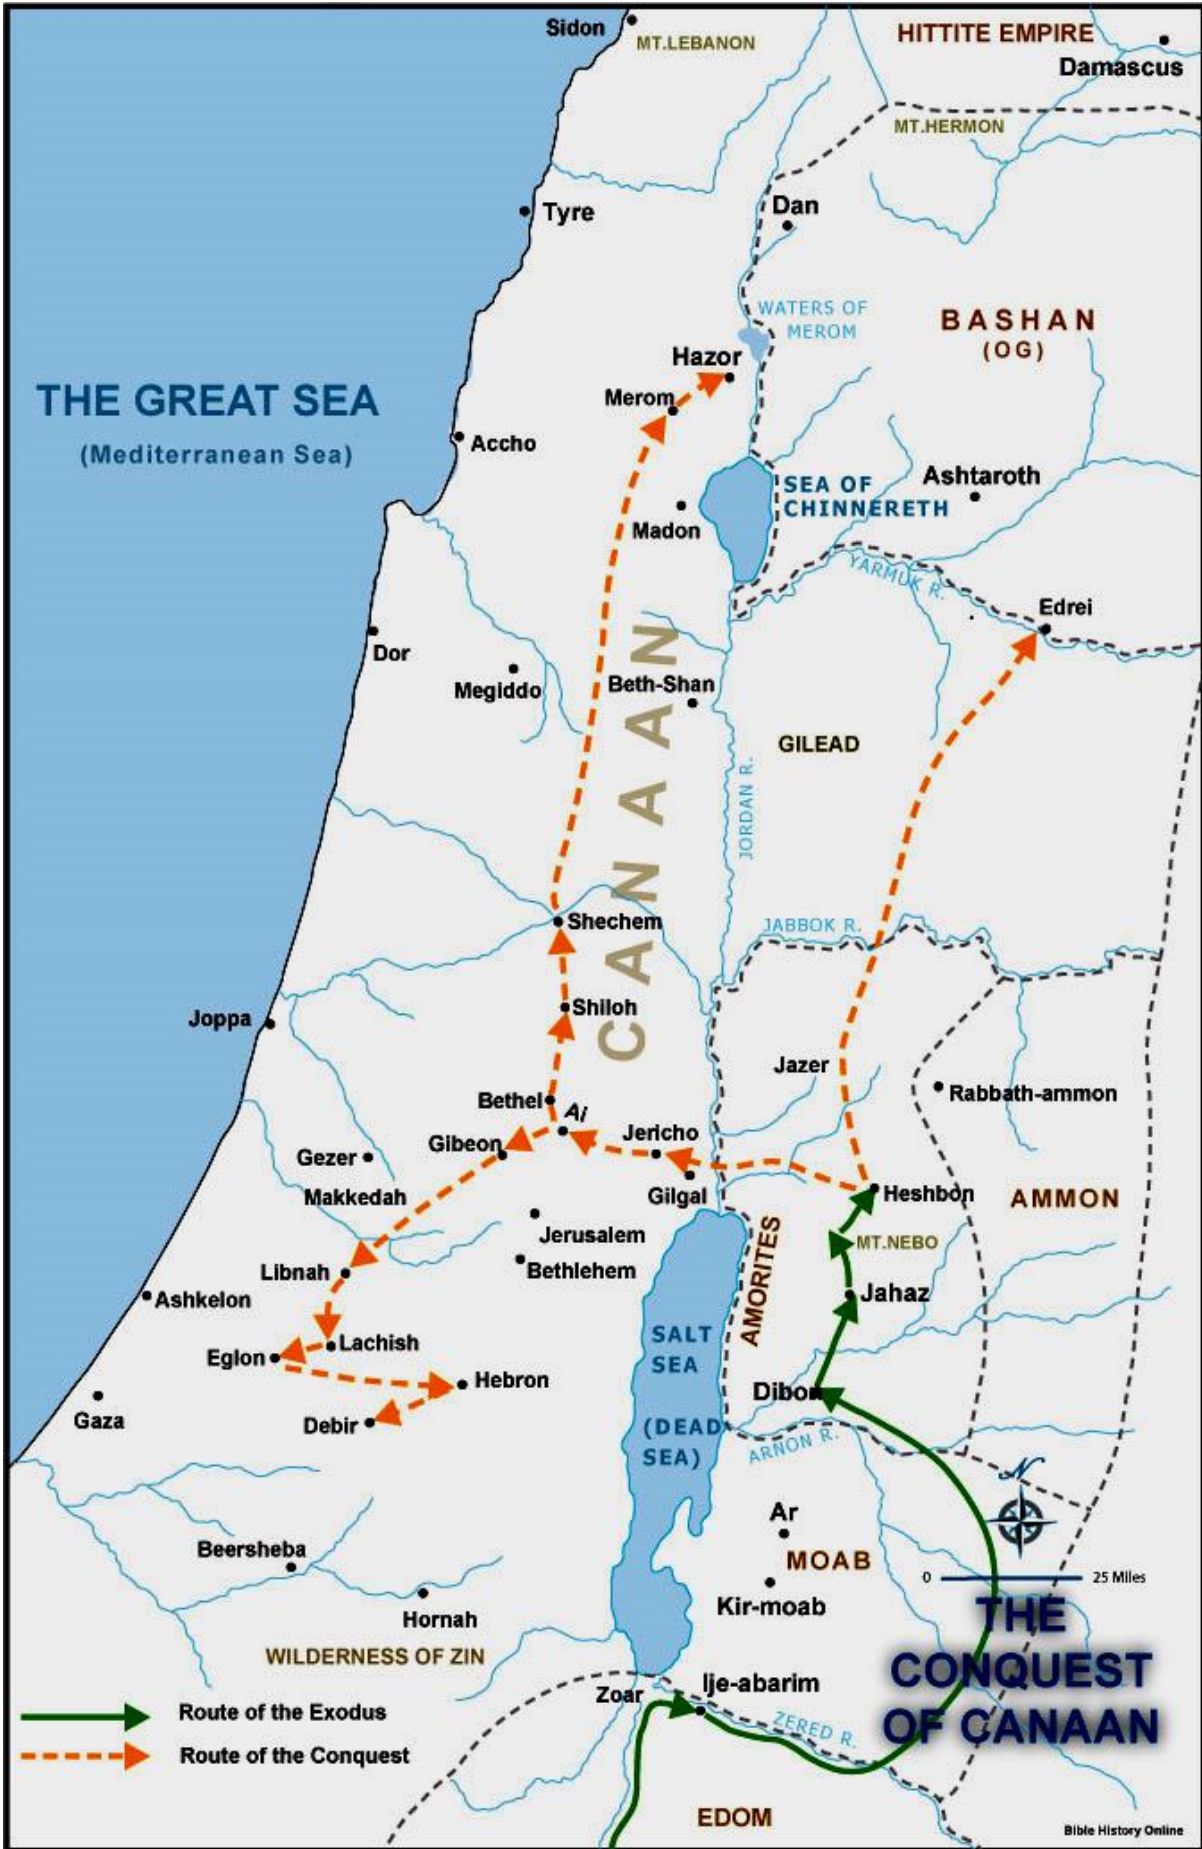 Sidon
MT.LEBANON
HITTITE EMPIRE
Damascus
MT.HERMON
Tyre
Dan
WATERS OF
MEROM
BASHAN
(OG)
Hazor
Merom
THE GREAT SEA
(Mediterranean Sea)
Accho
SEA OF
CHINNERETH
Ashtaroth
Madon
YARMUK R.
Edrei
Dor
Megiddo
Beth-Shan
GILEAD
CANAAN
JORDAN R.
Shechem
JABBOK R.
Shiloh
Joppa
Jazer
Rabbath-ammon
Bethel
Ai
Jericho
Gibeon
Gezer
Makkedah
Gilgal
Heshbon
AMMON
Jerusalem
MT.NEBO
Bethlehem
AMORITES
Libnah
Ashkelon
Jahaz
Lachish
Eglon
SALT
SEA
(DEAD
SEA)
Hebron
Dibon
Gaza
Debir
ARNON R.
N
Ar
MOAB
Beersheba
0
25 Miles
Hornah
Kir-moab
THE
CONQUEST
OF CANAAN
WILDERNESS OF ZIN
Zoar
Ije-abarim
ZERED R.
Route of the Exodus
Route of the Conquest
EDOM
Bible History Online